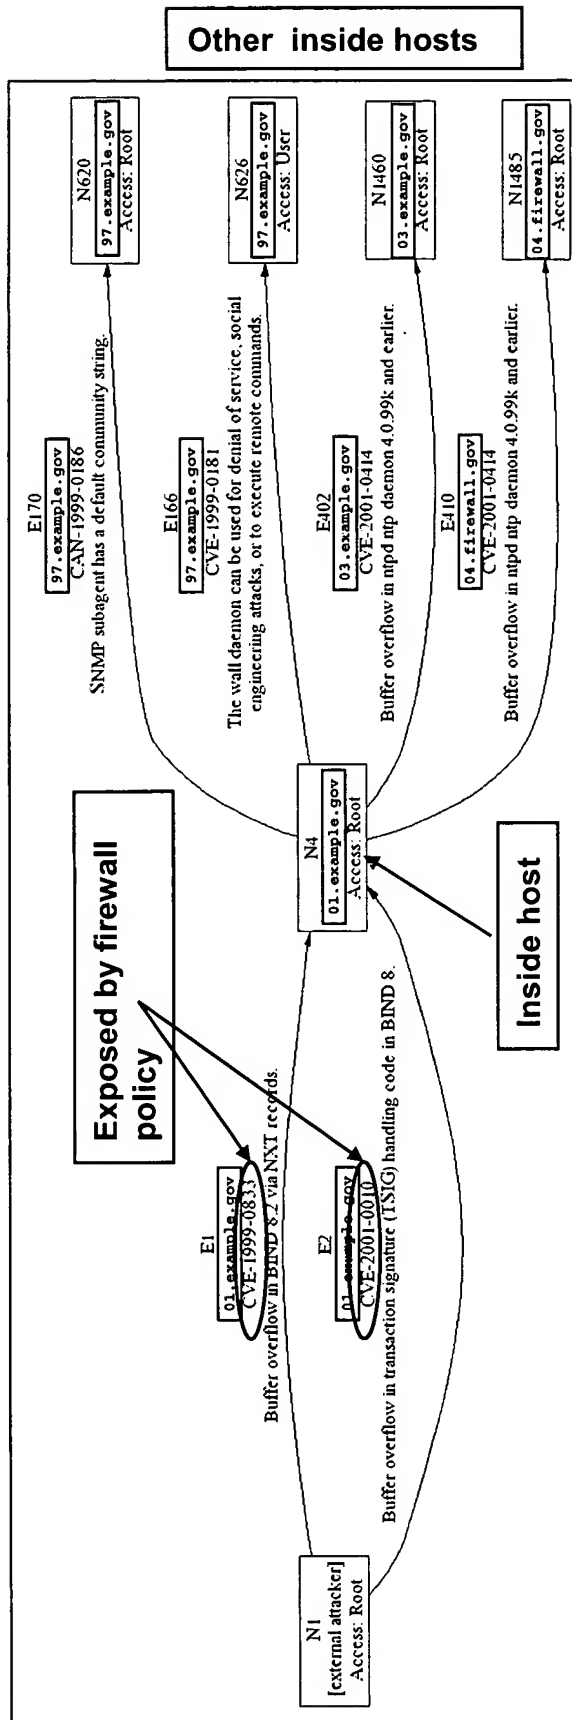 Other inside hosts
N620
97.example.gov
Access: Root
N626
97.example.gov
Access: User
N1460
03.example.gov
Access: Root
N1485
04.firewall.gov
Access: Root
E170
97.example.gov
CAN-1999-0186
SNMP subagent has a default community string.
E166
97.example.gov
CVE-1999-0181
The wall daemon can be used for denial of service, social
engineering attacks, or to execute remote commands.
E402
03.example.gov
CVE-2001-0414
Buffer overflow in ntpd ntp daemon 4.0.99k and earlier.
E410
04.firewall.gov
CVE-2001-0414
Buffer overflow in ntpd ntp daemon 4.0.99k and earlier.
Exposed by firewall
policy
N4
01.example.gov
Access: Root
Inside host
E1
01.example.gov
CVE-1999-0833
Buffer overflow in BIND 8.2 via NXT records.
E2
01.example.gov
CVE-2001-0010
Buffer overflow in transaction signature (TSIG) handling code in BIND 8.
N1
[external attacker]
Access: Root